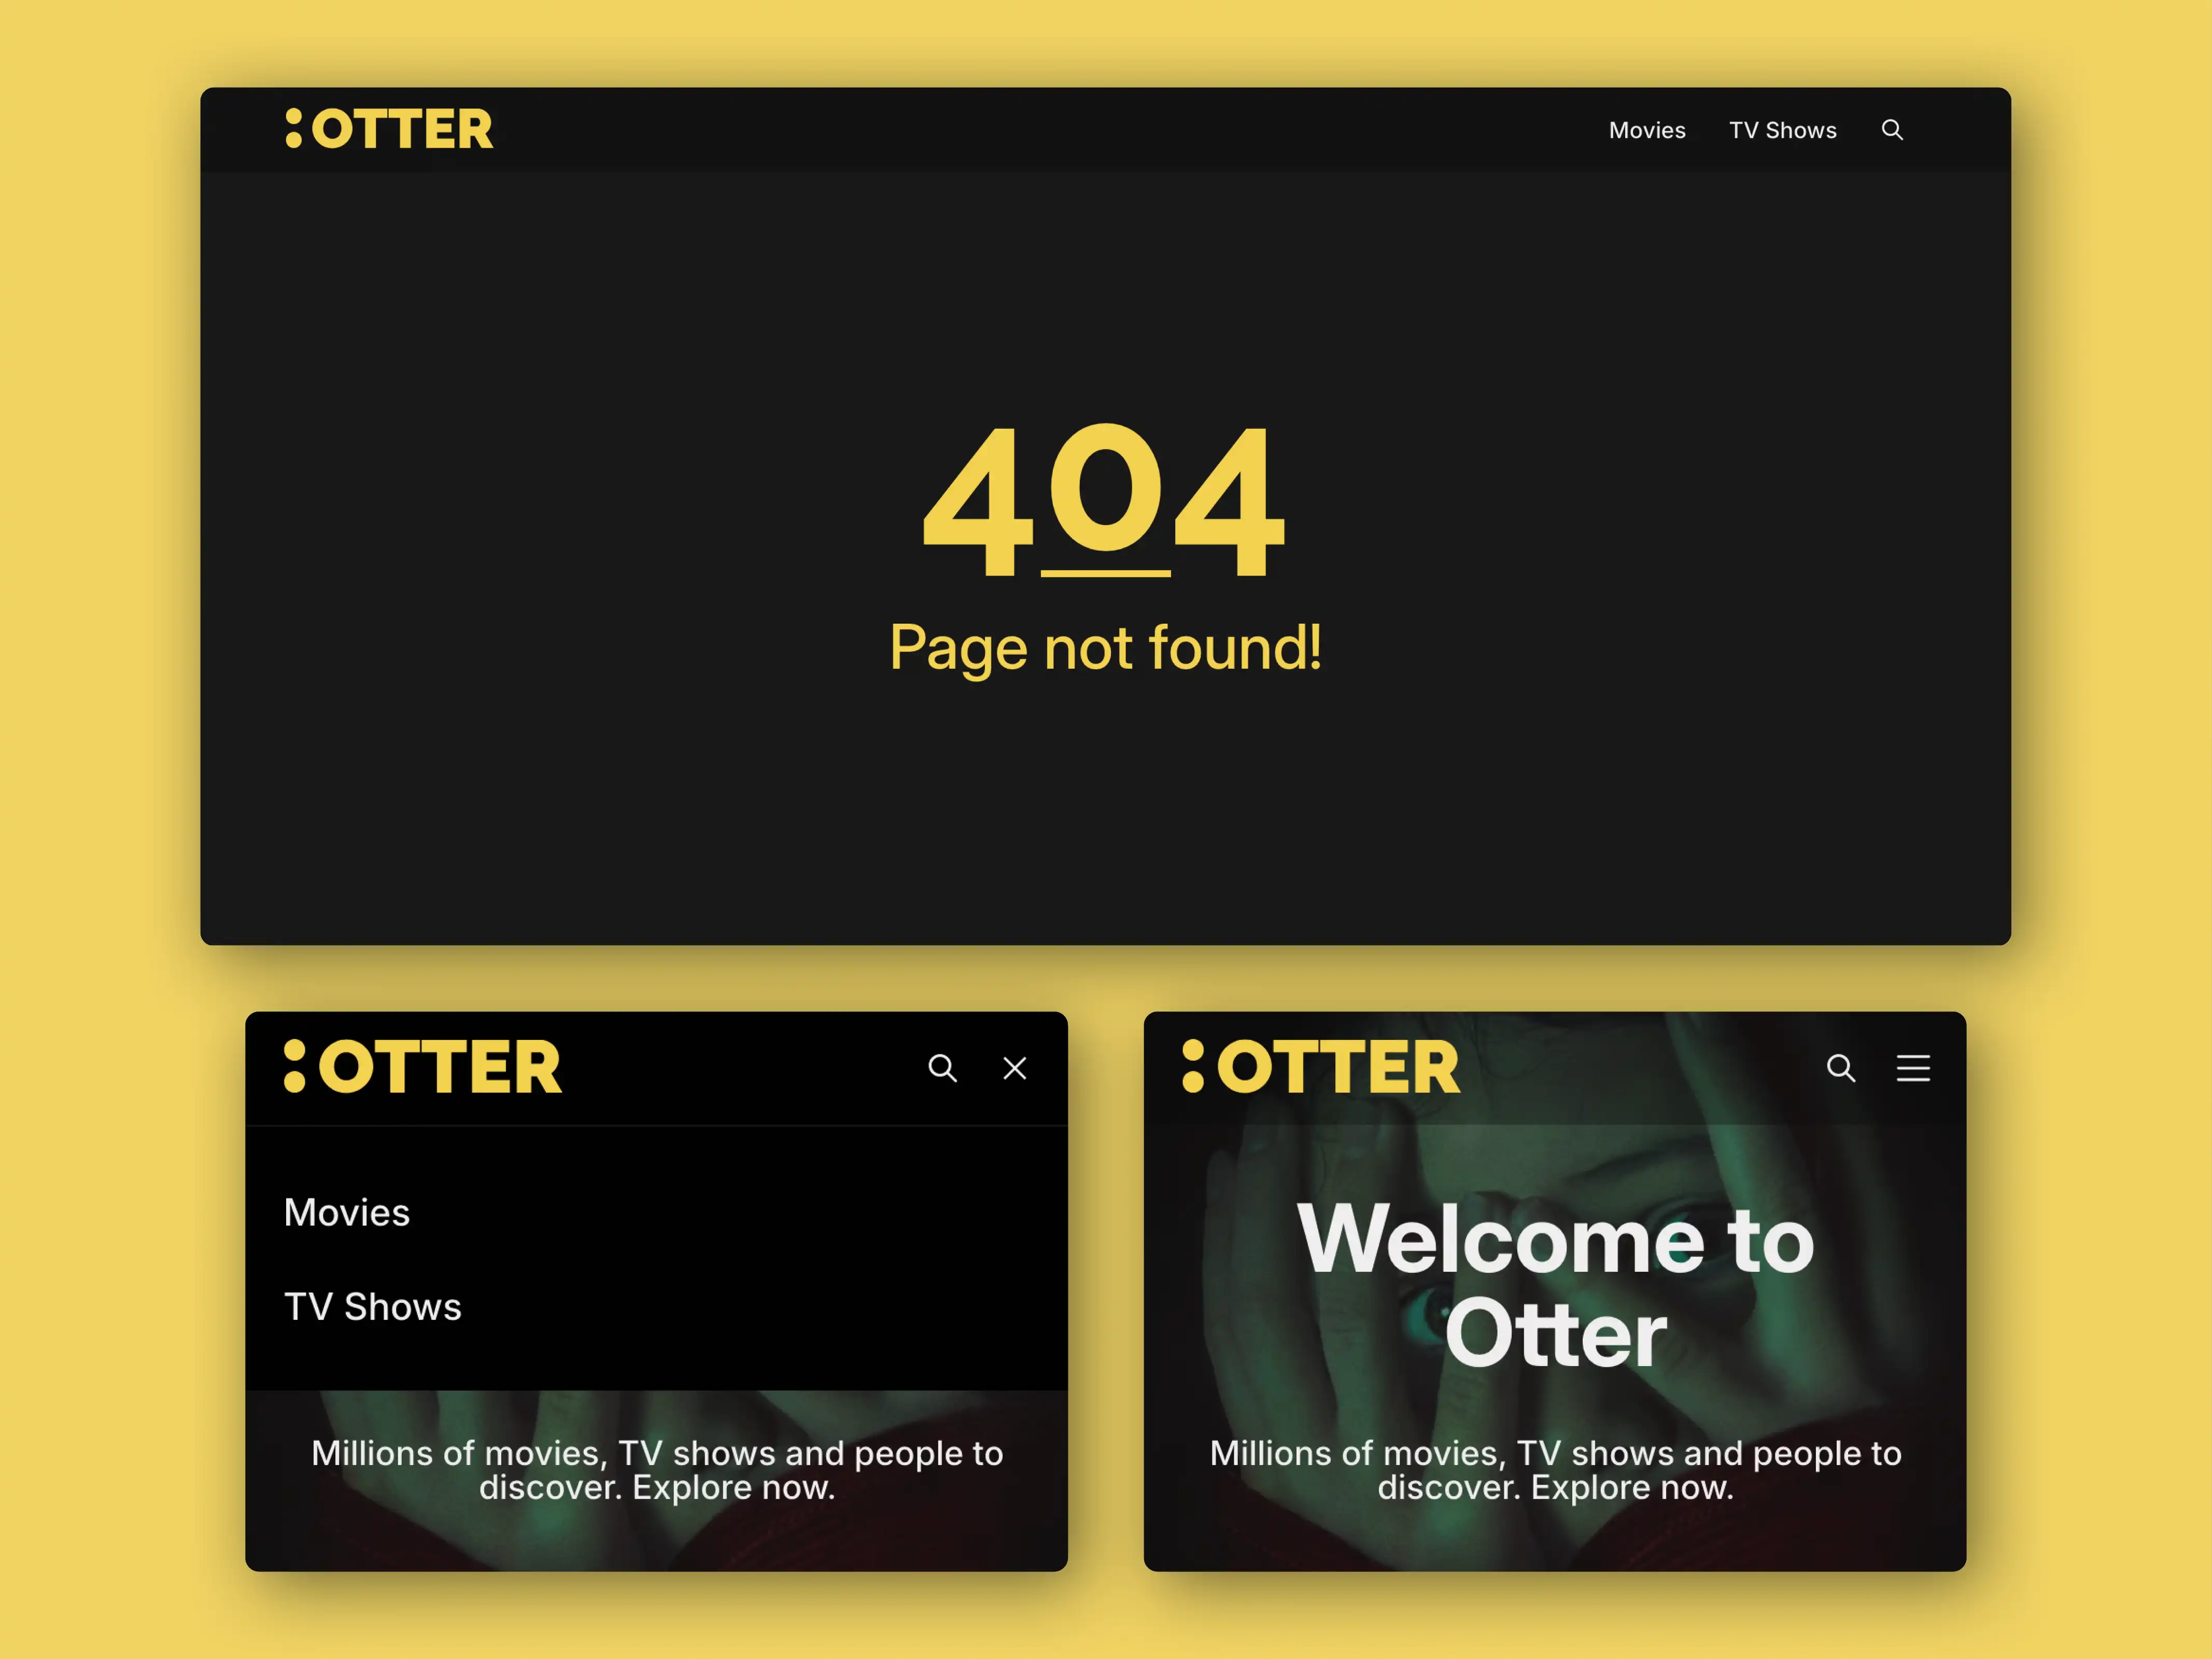 :OTTER
Movies TV Shows
404
Page not found!
:OTTER
Movies
TV Shows
Millions of movies, TV shows and people to
discover. Explore now.
:OTTER
Welcome to
Otter
Millions of movies, TV shows and people to
discover. Explore now.